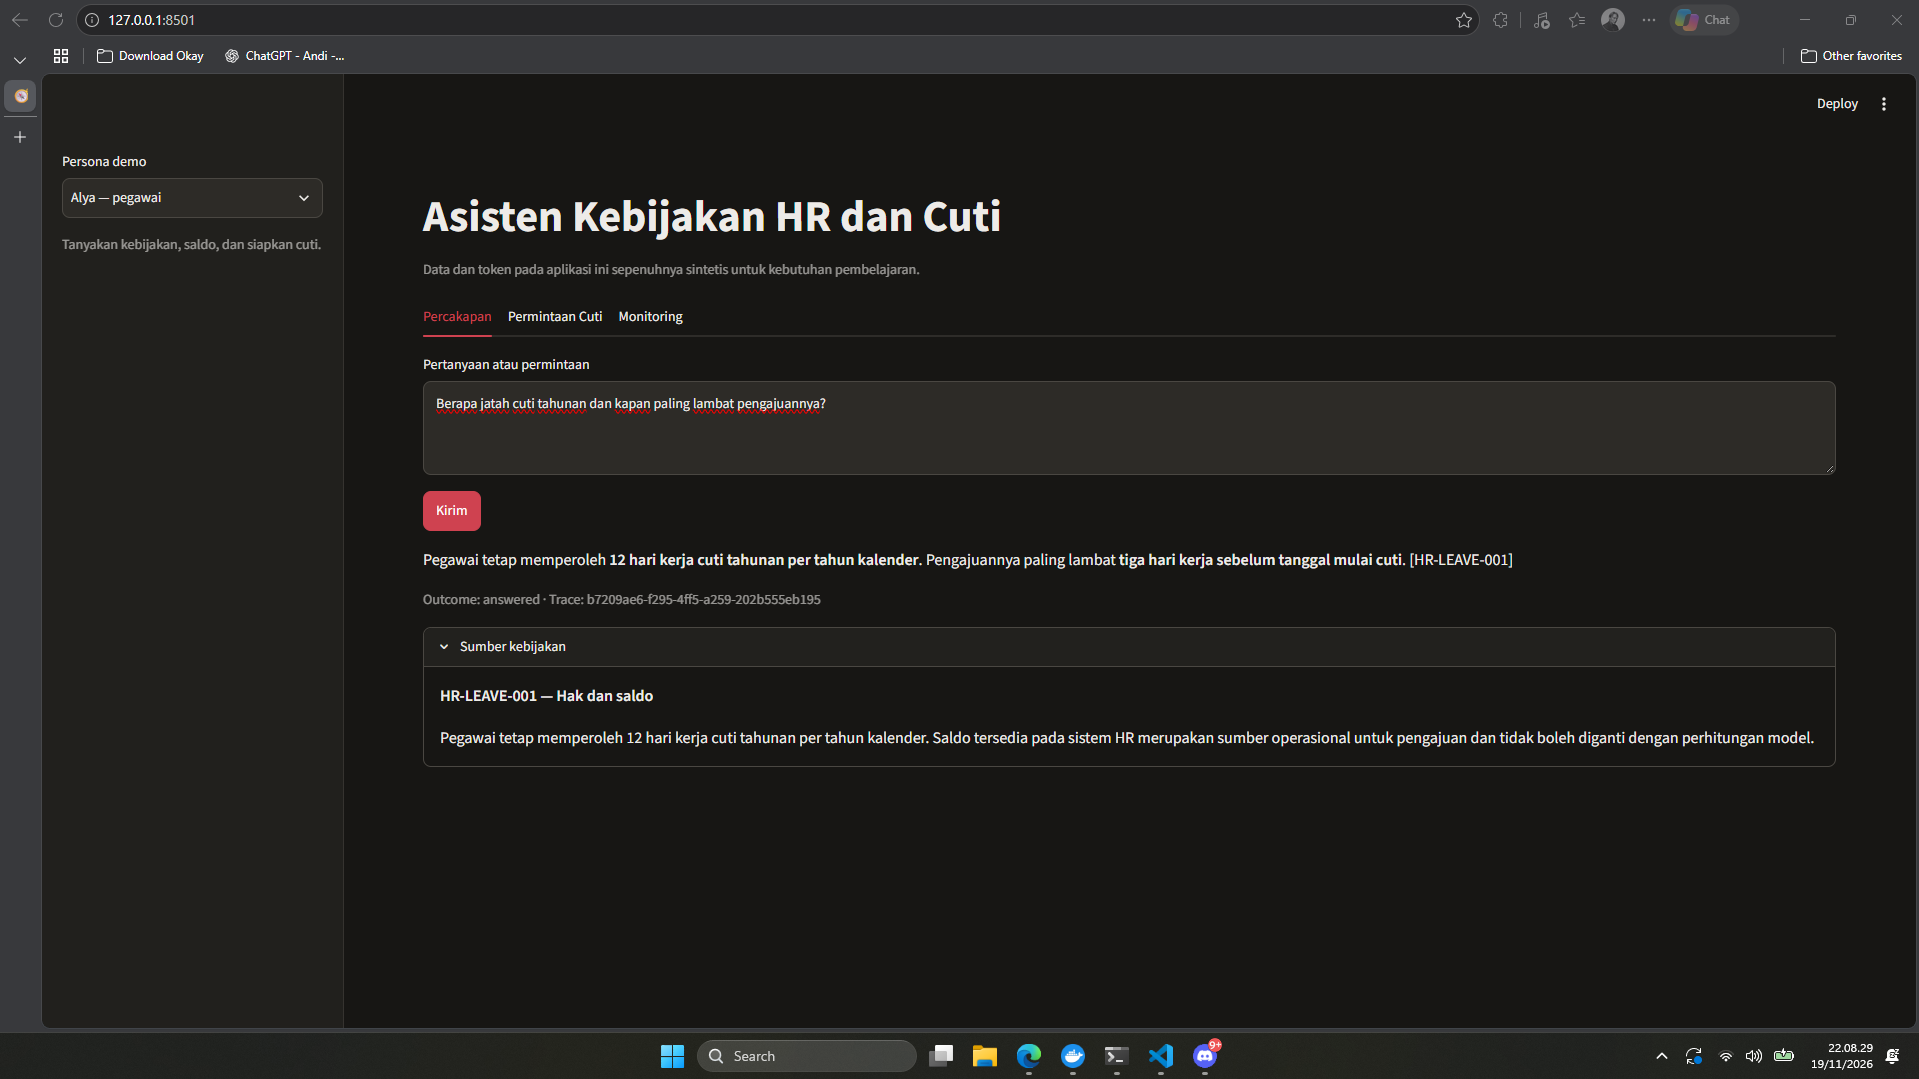 127.0.0.1:8501
Chat
Download Okay
ChatGPT - Andi -...
Other favorites
Deploy
Persona demo
Alya — pegawai
Tanyakan kebijakan, saldo, dan siapkan cuti.
Asisten Kebijakan HR dan Cuti
Data dan token pada aplikasi ini sepenuhnya sintetis untuk kebutuhan pembelajaran.
Percakapan Permintaan Cuti Monitoring
Pertanyaan atau permintaan
Berapa jatah cuti tahunan dan kapan paling lambat pengajuannya?
Kirim
Pegawai tetap memperoleh 12 hari kerja cuti tahunan per tahun kalender. Pengajuannya paling lambat tiga hari kerja sebelum tanggal mulai cuti. [HR-LEAVE-001]
Outcome: answered · Trace: b7209ae6-f295-4ff5-a259-202b555eb195
Sumber kebijakan
HR-LEAVE-001 — Hak dan saldo
Pegawai tetap memperoleh 12 hari kerja cuti tahunan per tahun kalender. Saldo tersedia pada sistem HR merupakan sumber operasional untuk pengajuan dan tidak boleh diganti dengan perhitungan model.
Search
9+
22.08.29
19/11/2026